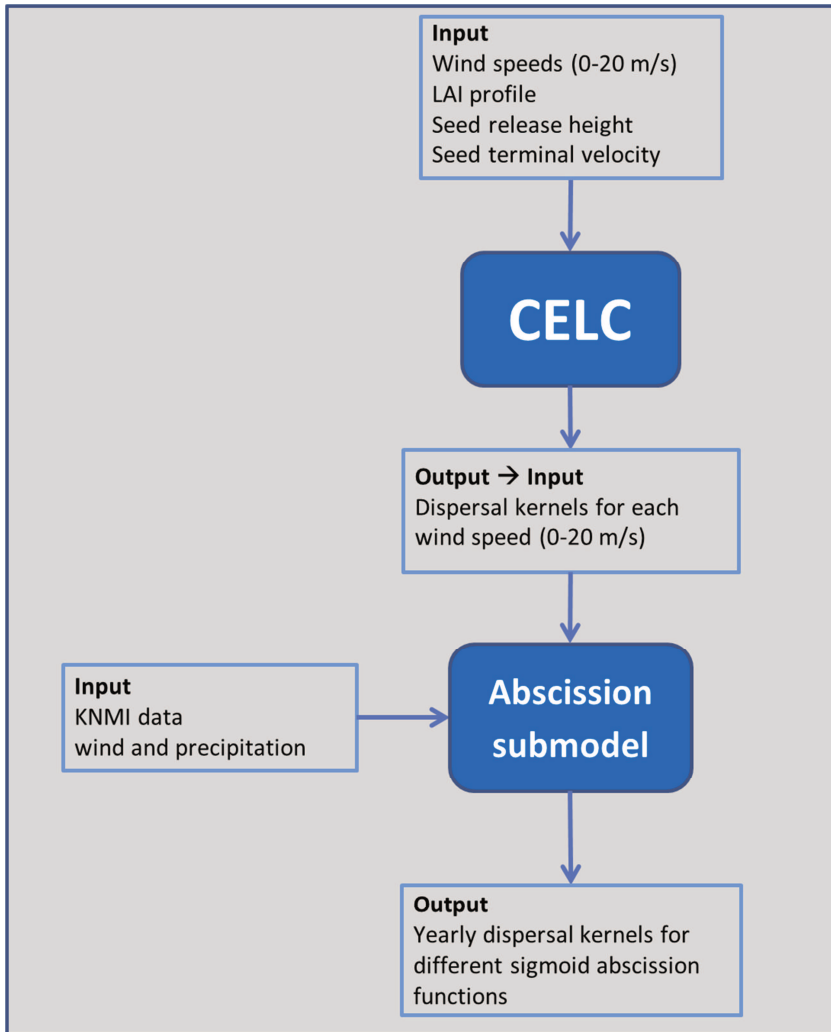 Input
Wind speeds (0-20 m/s)
LAI profile
Seed release height
Seed terminal velocity
CELC
Output → Input
Dispersal kernels for each
wind speed (0-20 m/s)
Input
KNMI data
wind and precipitation
Abscission
submodel
Output
Yearly dispersal kernels for
different sigmoid abscission
functions